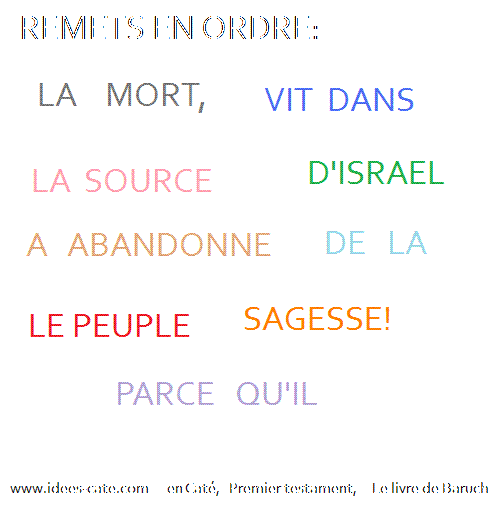 REMETS EN ORDRE:
LA MORT,
VIT DANS
LA SOURCE
D'ISRAEL
A ABANDONNE
DE LA
LE PEUPLE
SAGESSE!
PARCE QU'IL
www.idees-cate.com en Caté, Premier testament, Le livre de Baruch